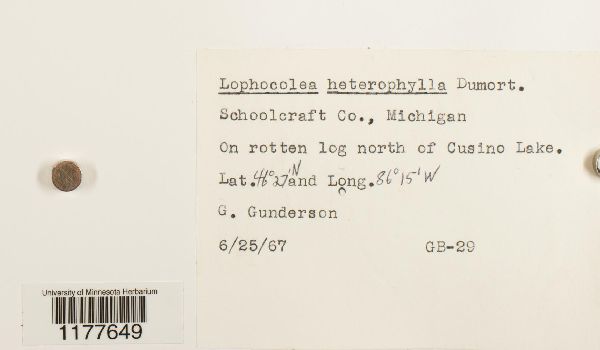 Lophocolea heterophylla Dumort.
Schoolcraft Co., Michigan
On rotten log north of Cusino Lake.
Lat. 46°27'N and Long. 86°15'W
G. Gunderson
6/25/67 GB-29
University of Minnesota Herbarium
1177649